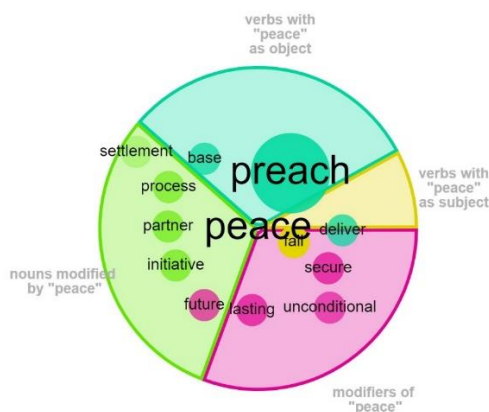 verbs with
"peace"
as object
settlement
base
preach
process
verbs with
"peace"
as subject
partner
peace
deliver
fail
nouns modified
by "peace"
initiative
secure
future
lasting
unconditional
modifiers of
"peace"